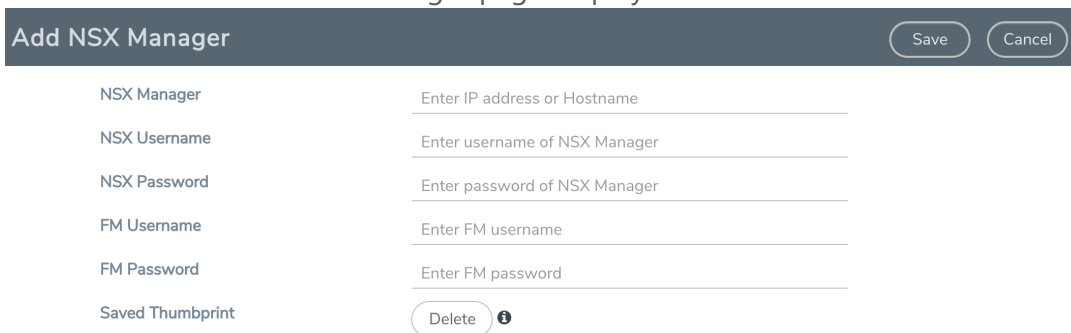 Add NSX Manager Save Cancel
NSX Manager Enter IP address or Hostname
NSX Username Enter username of NSX Manager
NSX Password Enter password of NSX Manager
FM Username Enter FM username
FM Password Enter FM password
Saved Thumbprint Delete